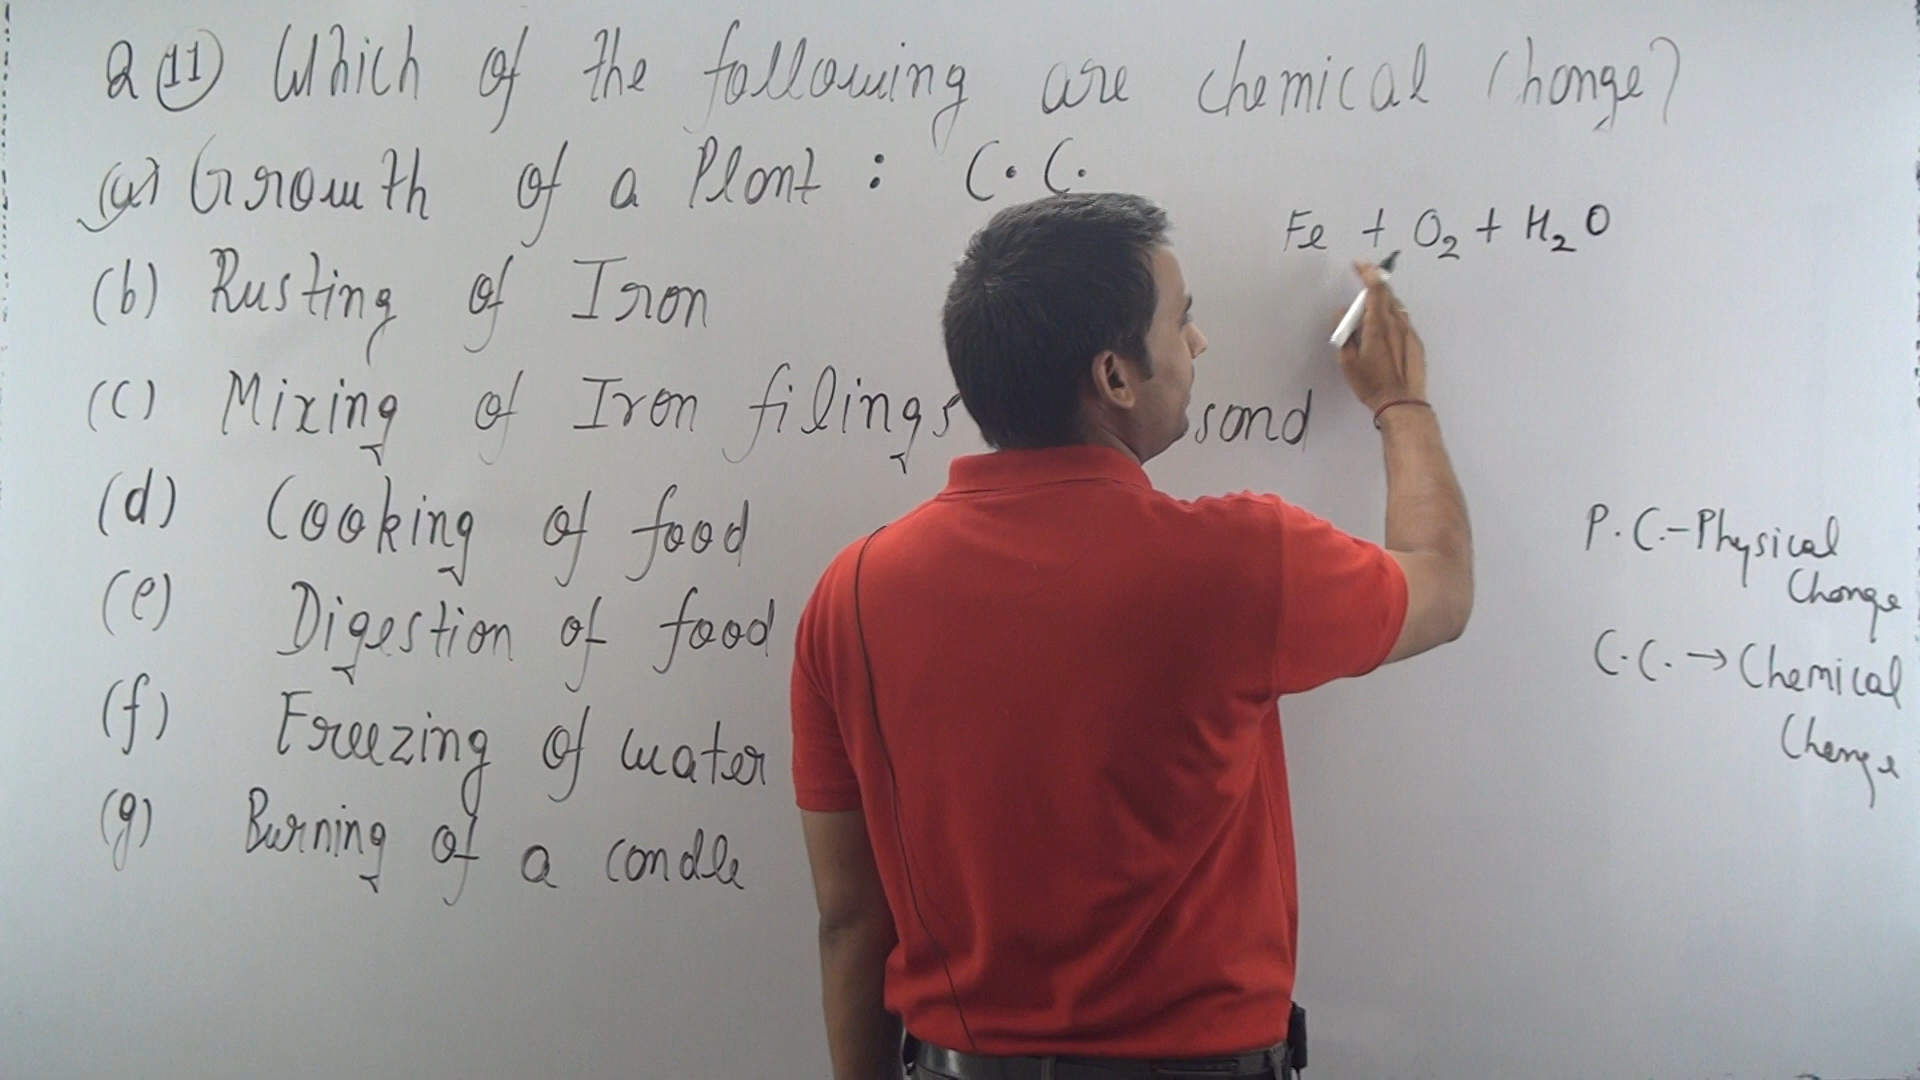 Q 11) Which of the following are chemical change?
(a) Growth of a Plant : C.C.
Fe + O2 + H2O
(b) Rusting of Iron
(c) Mixing of Iron filings sand
(d) Cooking of food
(e) Digestion of food
(f) Freezing of water
(g) Burning of a candle
P.C.-Physical
Change
C.C. → Chemical
Change